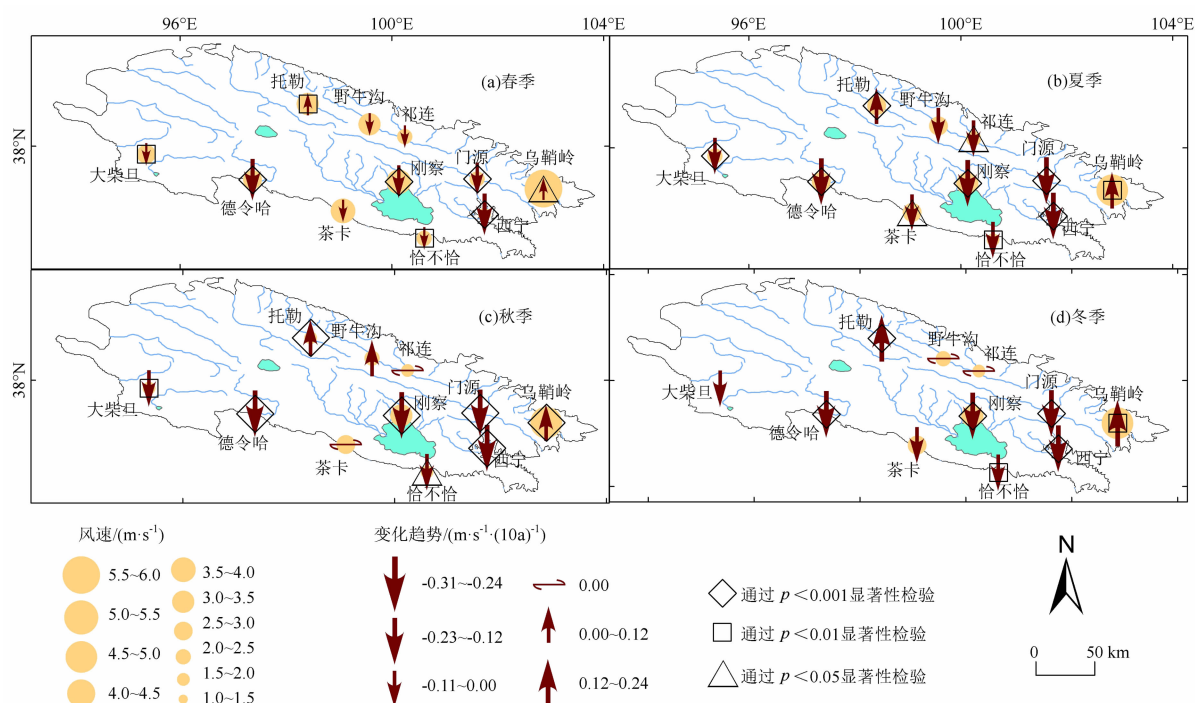 96°E 100°E 104°E 96°E 100°E 104°E
38°N
(a)春季
托勒
野牛沟
祁连
大柴旦
德令哈
刚察
门源
乌鞘岭
茶卡
西宁
恰不恰
(b)夏季
托勒
野牛沟
祁连
门源
乌鞘岭
大柴旦
德令哈
刚察
茶卡
西宁
恰不恰
38°N
(c)秋季
托勒
野牛沟
祁连
门源
乌鞘岭
大柴旦
德令哈
刚察
茶卡
西宁
恰不恰
(d)冬季
托勒
野牛沟
祁连
门源
乌鞘岭
大柴旦
德令哈
刚察
茶卡
西宁
恰不恰
风速/(m·s⁻¹)
5.5~6.0
5.0~5.5
4.5~5.0
4.0~4.5
3.5~4.0
3.0~3.5
2.5~3.0
2.0~2.5
1.5~2.0
1.0~1.5
变化趋势/(m·s⁻¹·(10a)⁻¹)
-0.31~-0.24
-0.23~-0.12
-0.11~0.00
0.00
0.00~0.12
0.12~0.24
通过 p＜0.001显著性检验
通过 p＜0.01显著性检验
通过 p＜0.05显著性检验
N
0 50 km